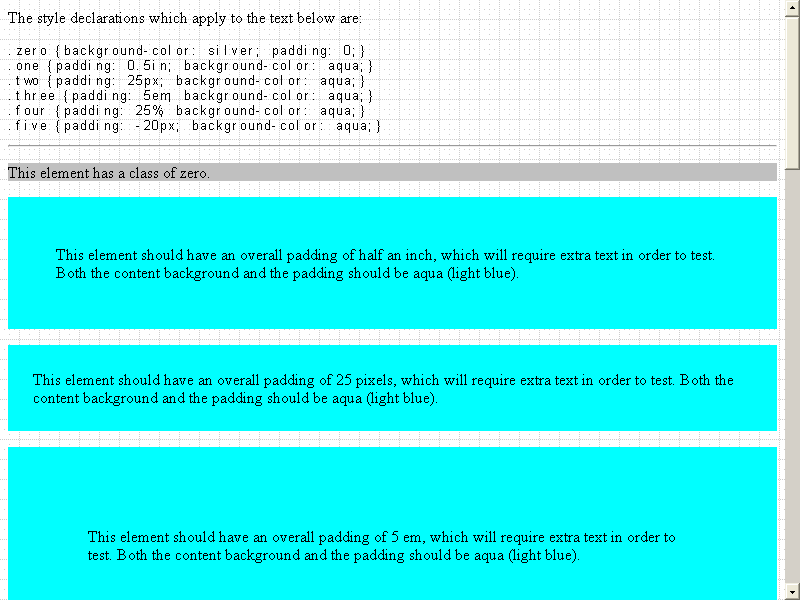 The style declarations which apply to the text below are:
.zero {background-color: silver; padding: 0;}
.one {padding: 0.5in; background-color: aqua;}
.two {padding: 25px; background-color: aqua;}
.three {padding: 5em; background-color: aqua;}
.four {padding: 25%; background-color: aqua;}
.five {padding: -20px; background-color: aqua;}
This element has a class of zero.
This element should have an overall padding of half an inch, which will require extra text in order to test.
Both the content background and the padding should be aqua (light blue).
This element should have an overall padding of 25 pixels, which will require extra text in order to test. Both the
content background and the padding should be aqua (light blue).
This element should have an overall padding of 5 em, which will require extra text in order to
test. Both the content background and the padding should be aqua (light blue).